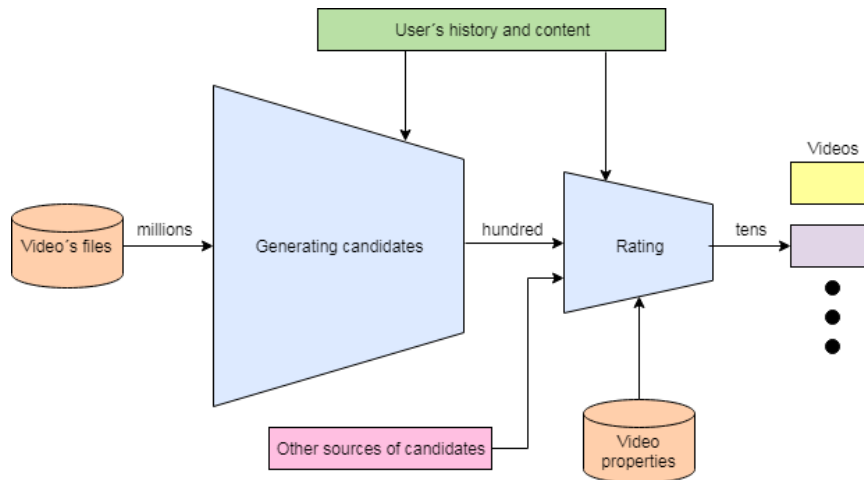 User´s history and content
Videos
millions
Video´s files
Generating candidates
hundred
Rating
tens
Other sources of candidates
Video
properties